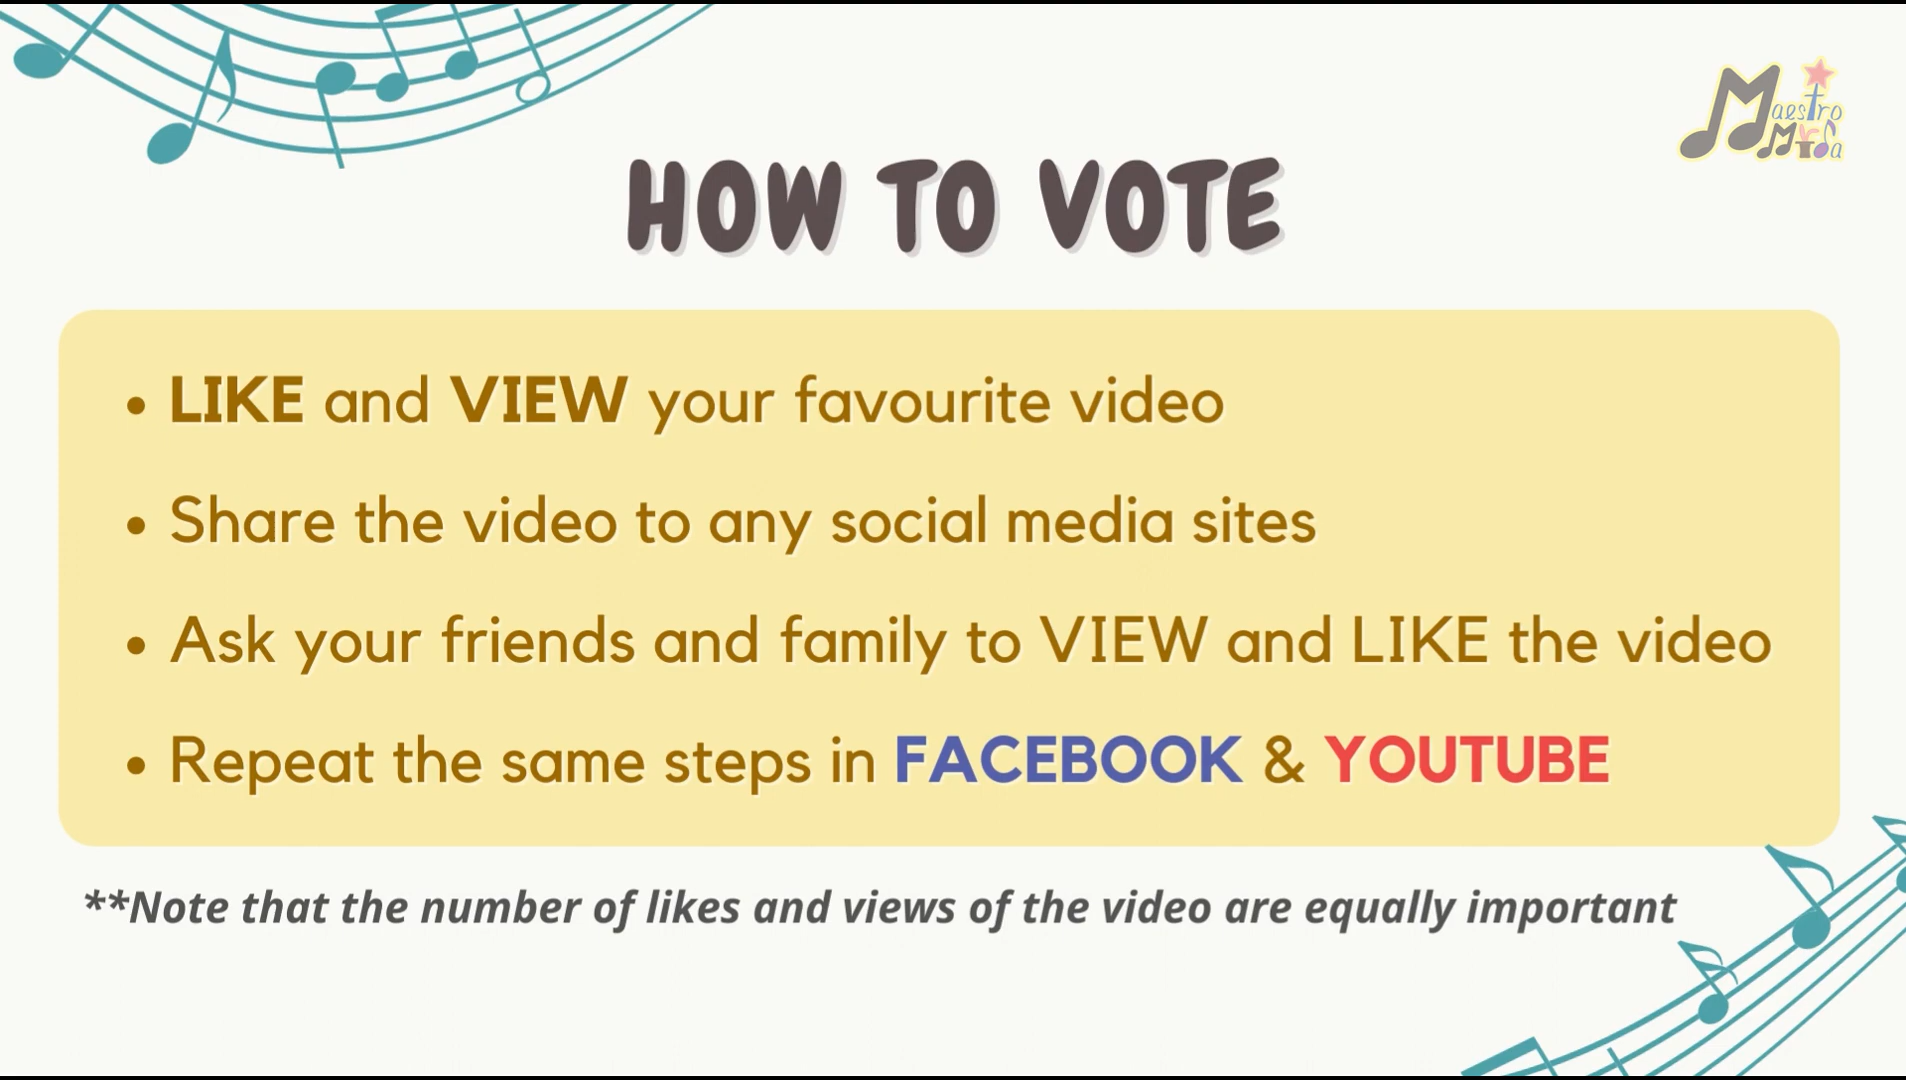 Maestro
HOW TO VOTE
• LIKE and VIEW your favourite video
• Share the video to any social media sites
• Ask your friends and family to VIEW and LIKE the video
• Repeat the same steps in FACEBOOK & YOUTUBE
**Note that the number of likes and views of the video are equally important